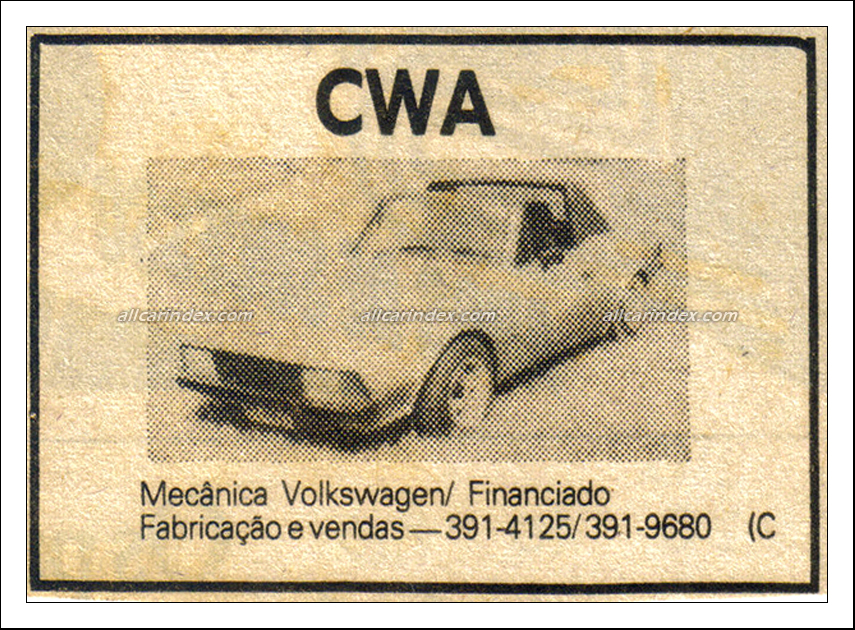 CWA
allcarindex.com allcarindex.com allcarindex.com
Mecânica Volkswagen/ Financiado
Fabricação e vendas — 391-4125/391-9680 (C